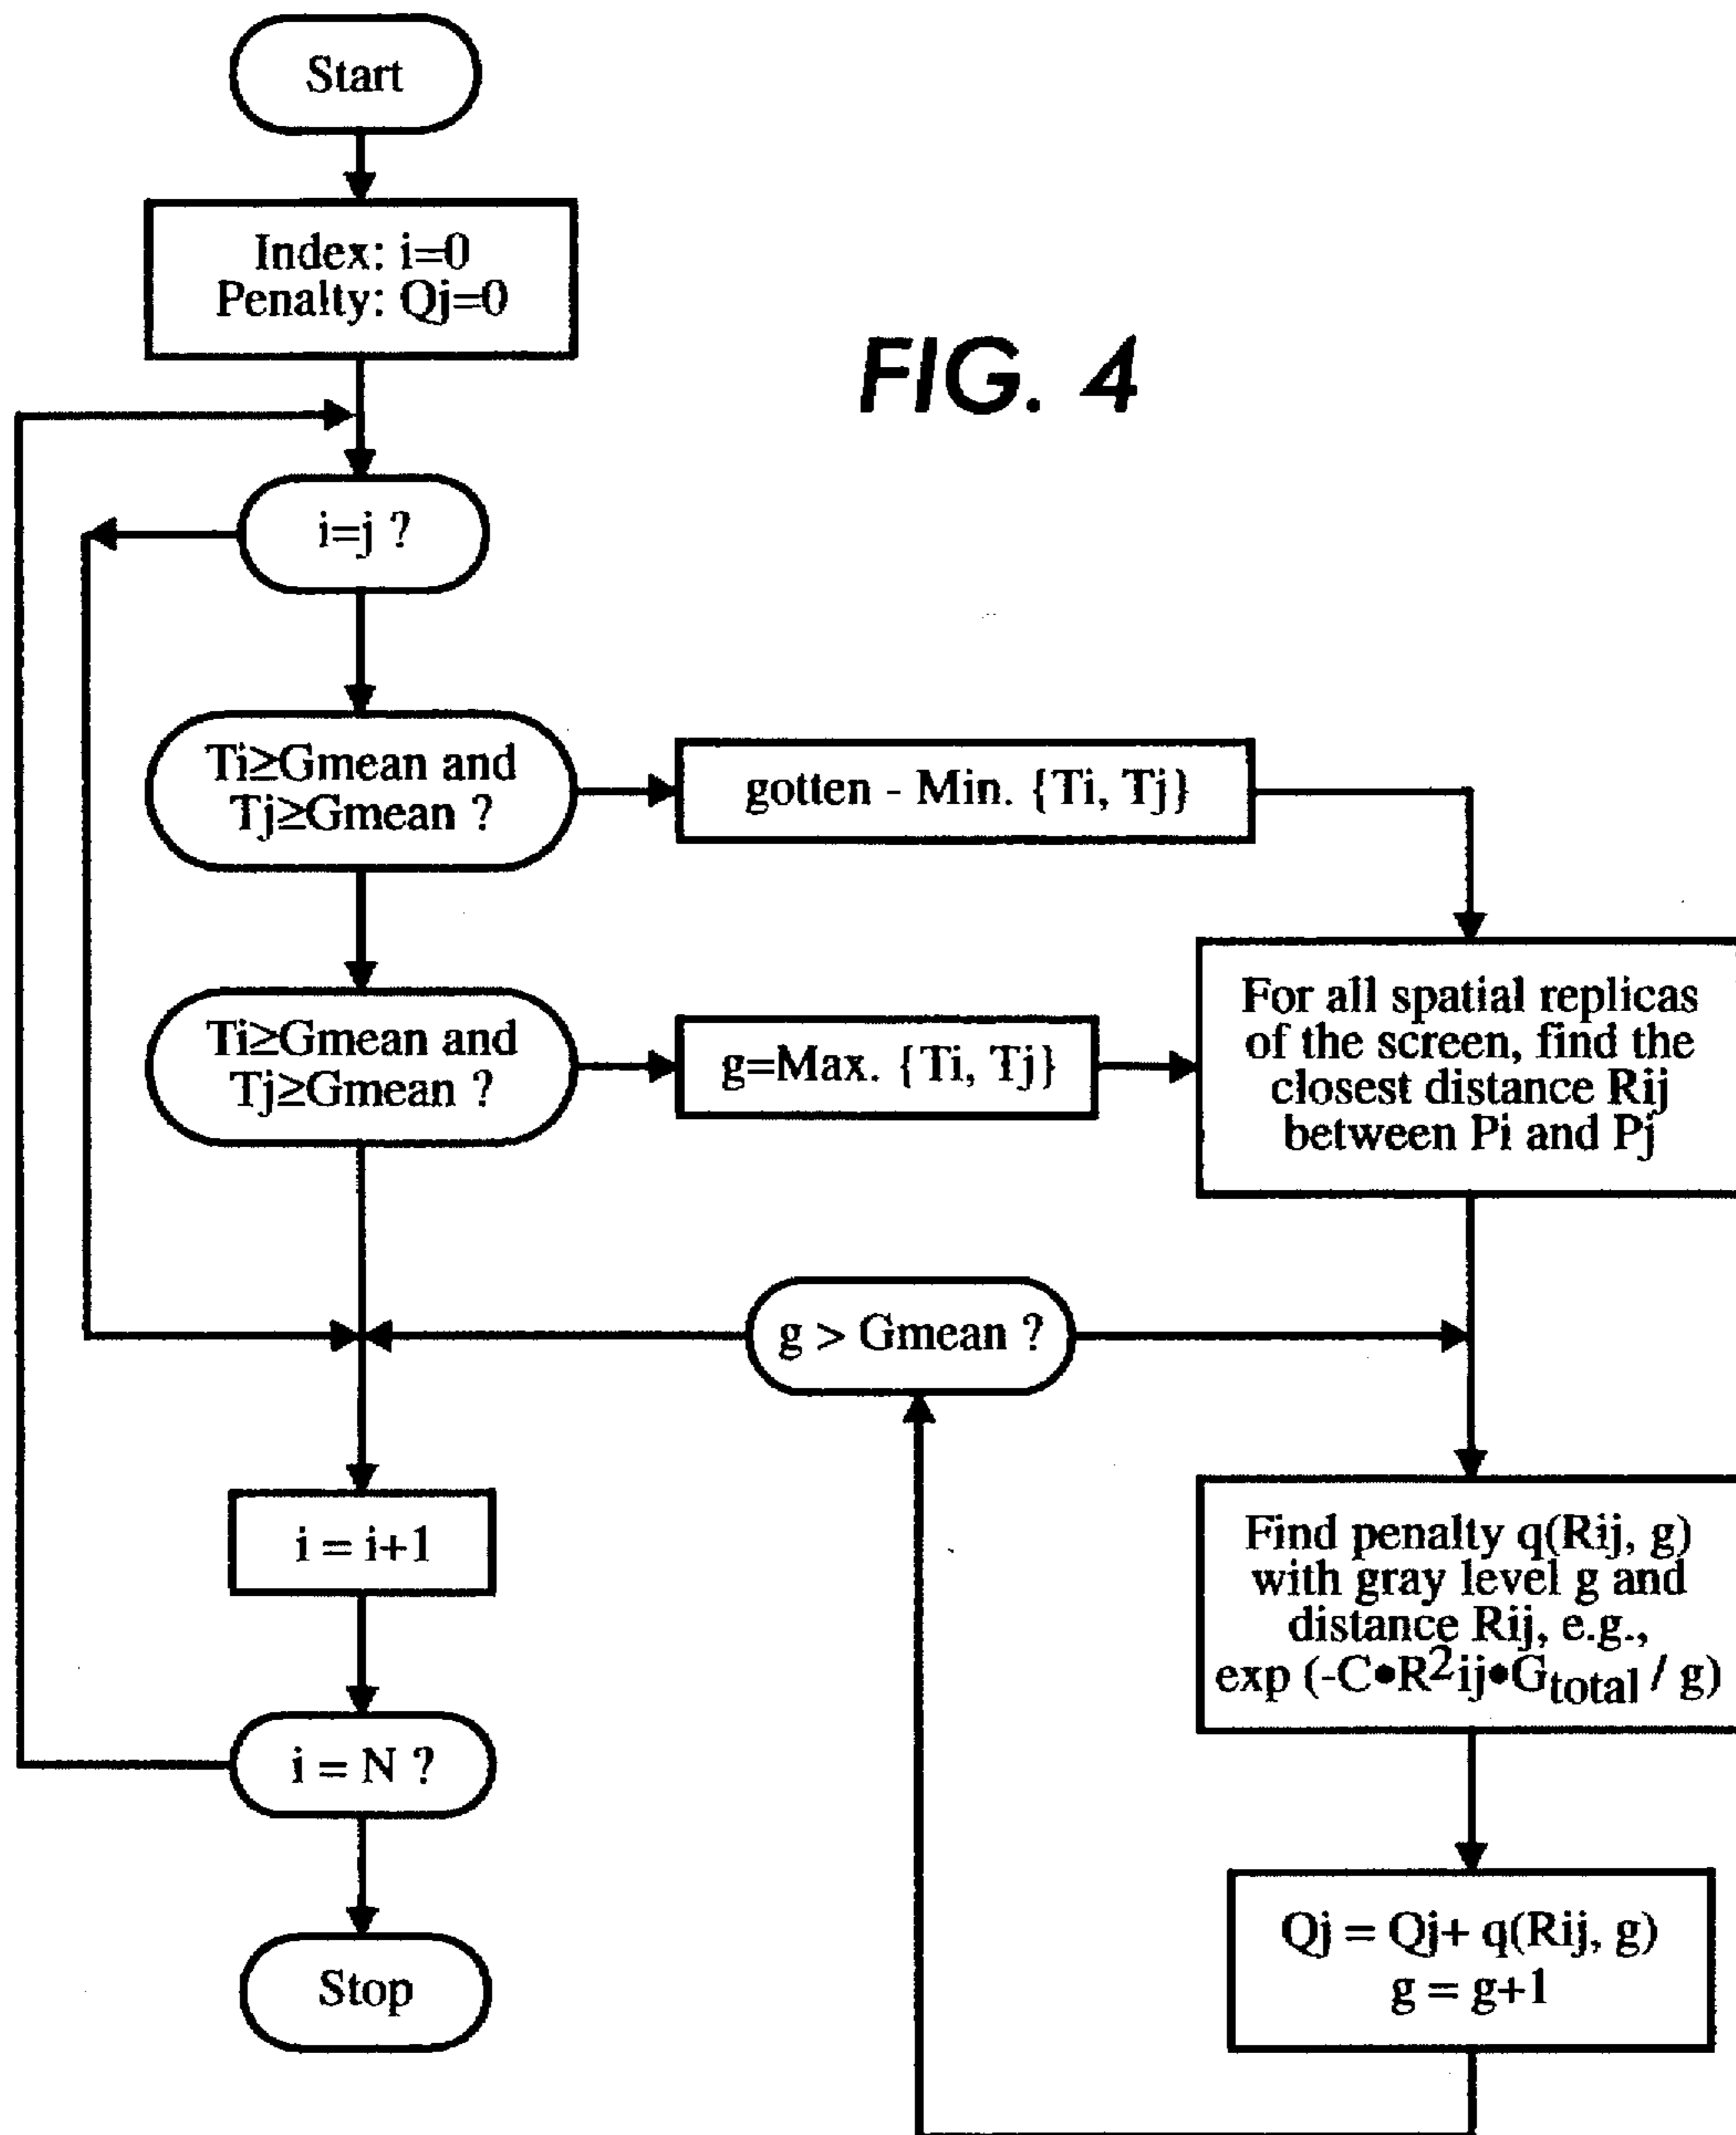 Start
Index: i=0
Penalty: Qj=0
FIG. 4
i=j ?
Ti≥Gmean and
Tj≥Gmean ?
gotten - Min. {Ti, Tj}
Ti≥Gmean and
Tj≥Gmean ?
g=Max. {Ti, Tj}
For all spatial replicas
of the screen, find the
closest distance Rij
between Pi and Pj
g > Gmean ?
i = i+1
Find penalty q(Rij, g)
with gray level g and
distance Rij, e.g.,
exp (-C•R²ij•Gtotal / g)
i = N ?
Qj = Qj+ q(Rij, g)
g = g+1
Stop